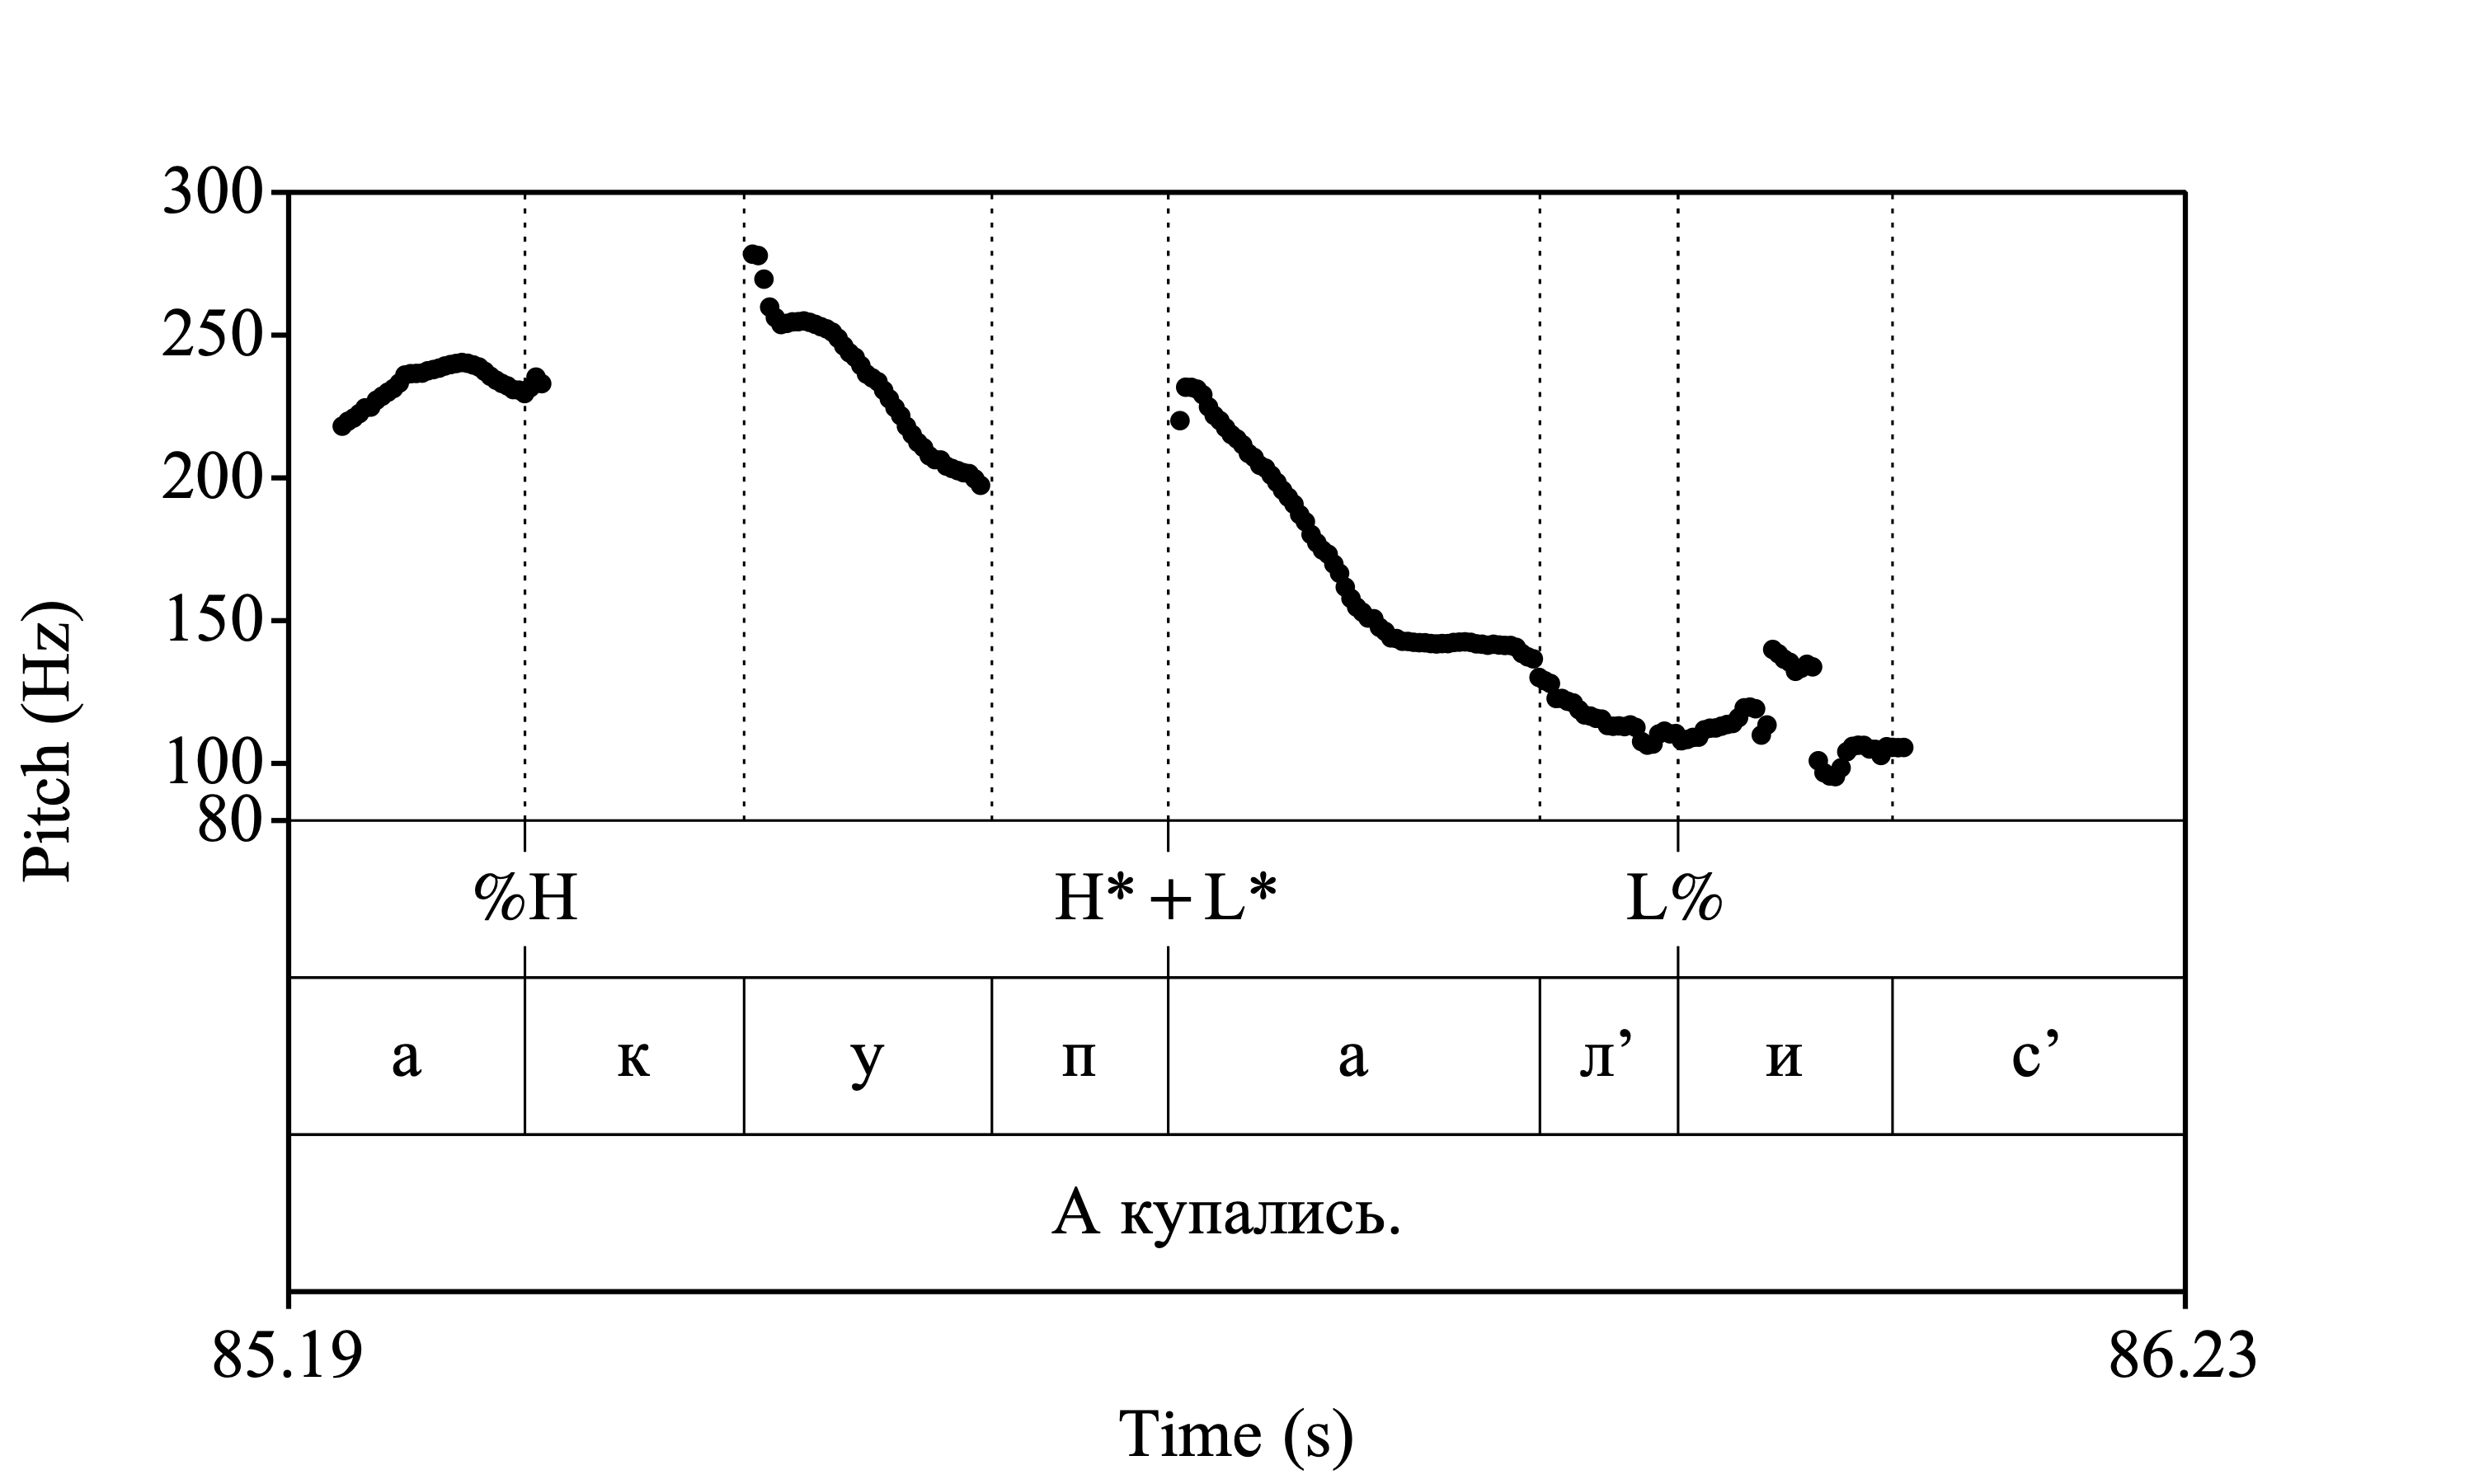 300
250
200
150
100
80
Pitch (Hz)
%H H*+L* L%
а к у п а л’ и с’
А купались.
85.19 86.23
Time (s)